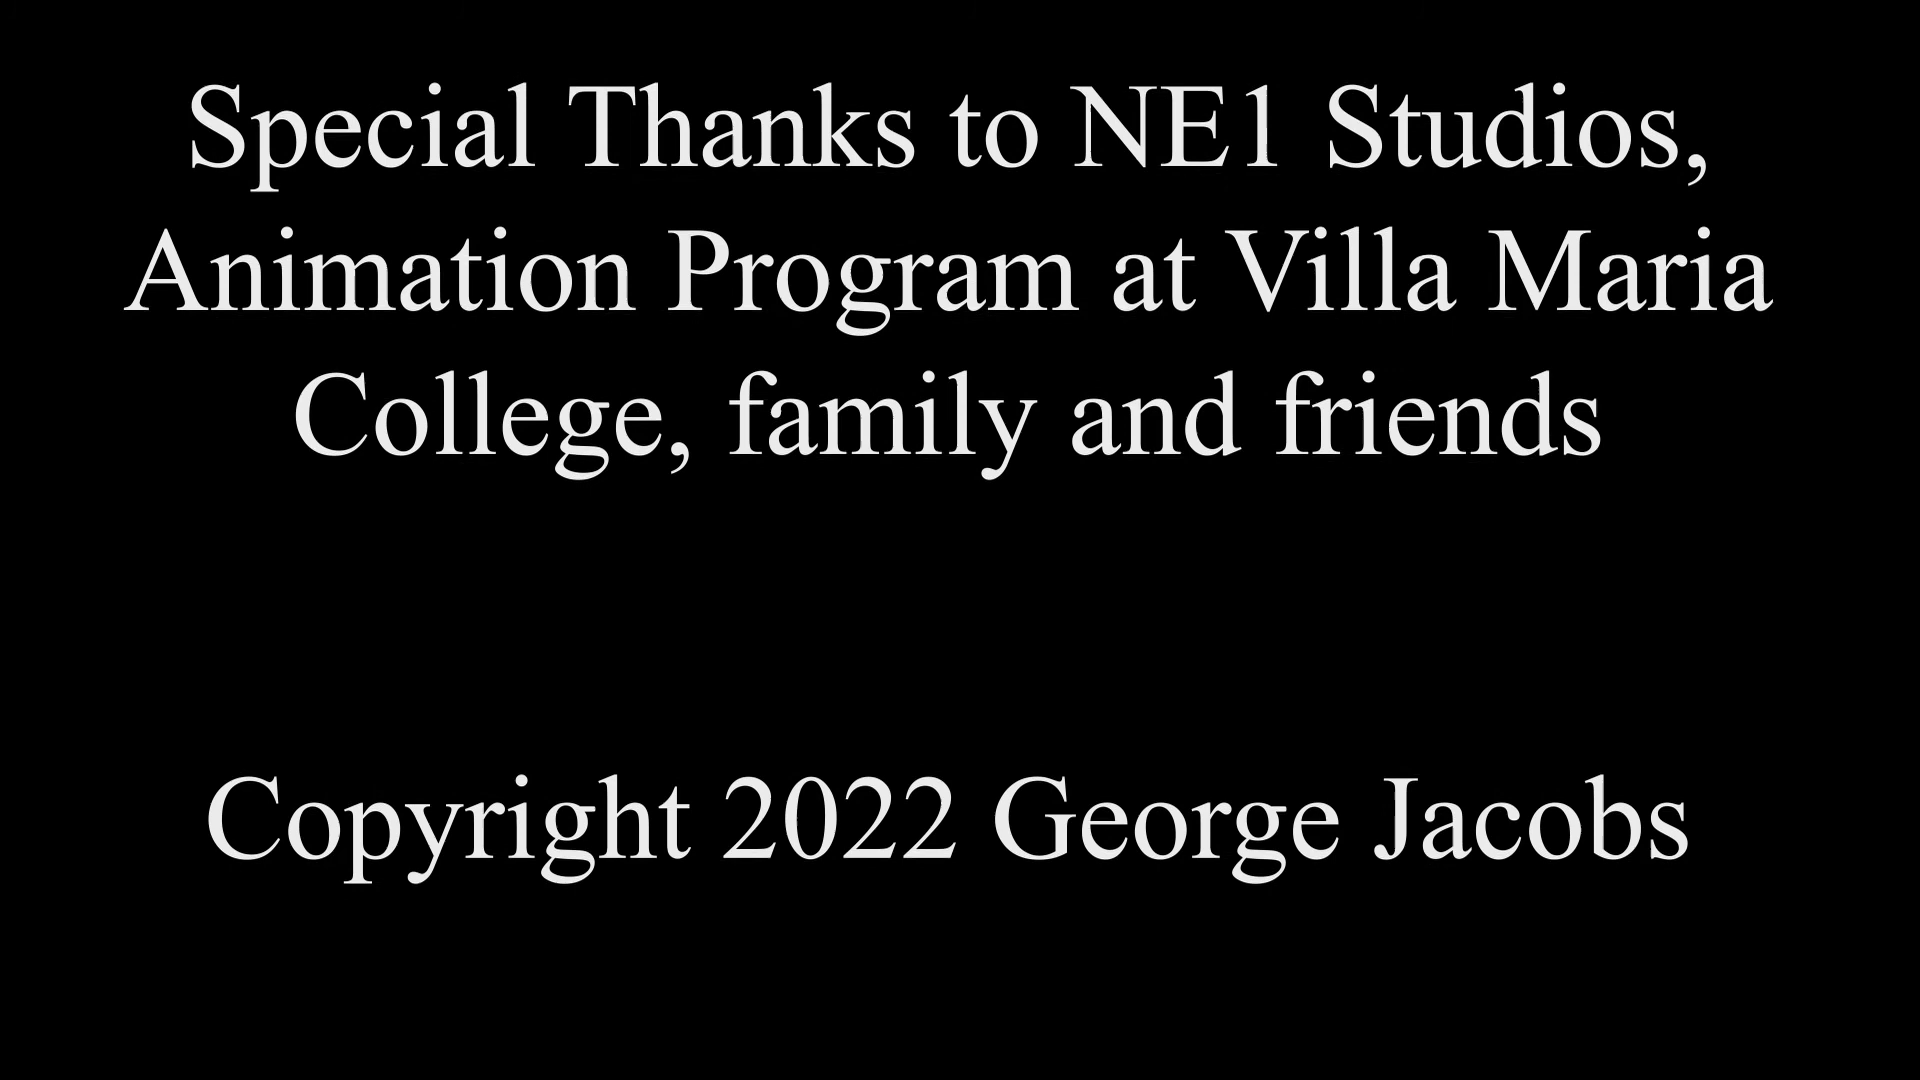 Special Thanks to NE1 Studios,
Animation Program at Villa Maria
College, family and friends
Copyright 2022 George Jacobs